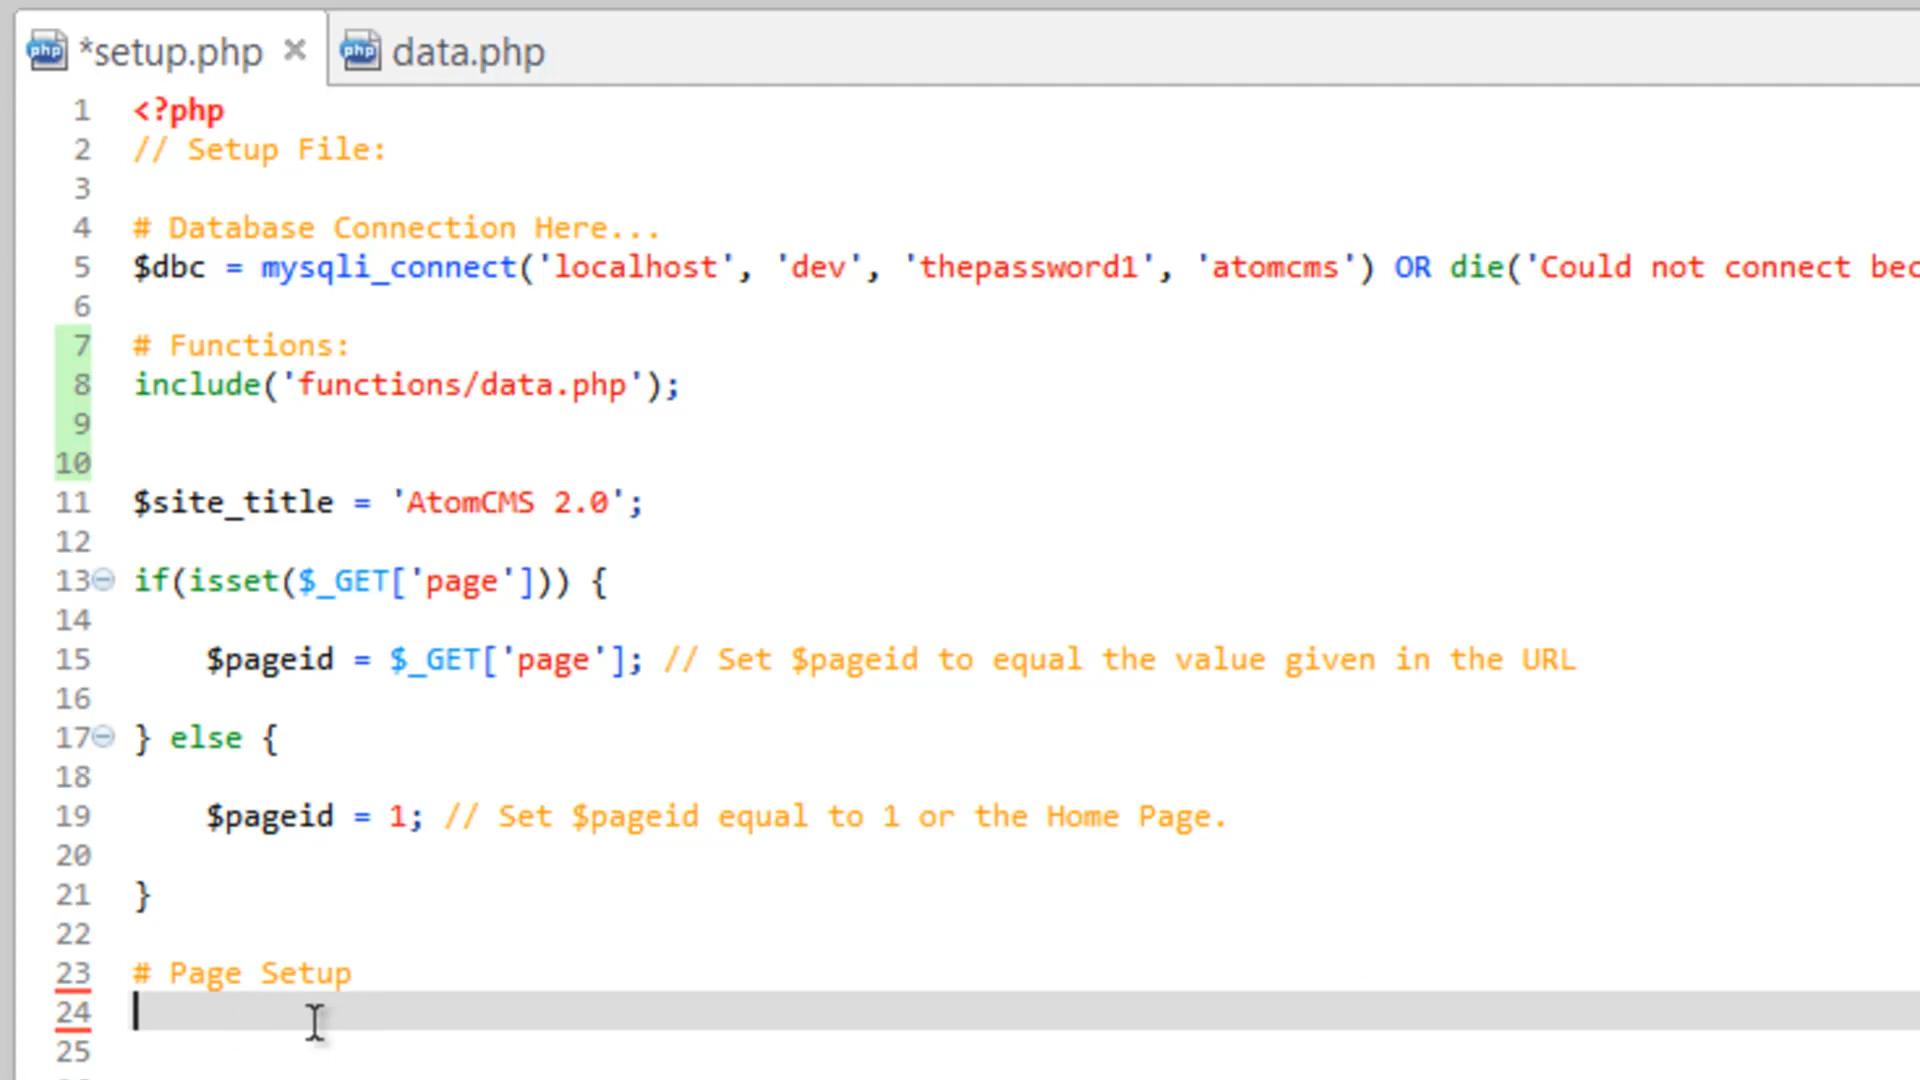 *setup.php data.php
1 <?php
2 // Setup File:
3
4 # Database Connection Here...
5 $dbc = mysqli_connect('localhost', 'dev', 'thepassword1', 'atomcms') OR die('Could not connect bec
6
7 # Functions:
8 include('functions/data.php');
9
10
11 $site_title = 'AtomCMS 2.0';
12
13 if(isset($_GET['page'])) {
14
15 $pageid = $_GET['page']; // Set $pageid to equal the value given in the URL
16
17 } else {
18
19 $pageid = 1; // Set $pageid equal to 1 or the Home Page.
20
21 }
22
23 # Page Setup
24
25